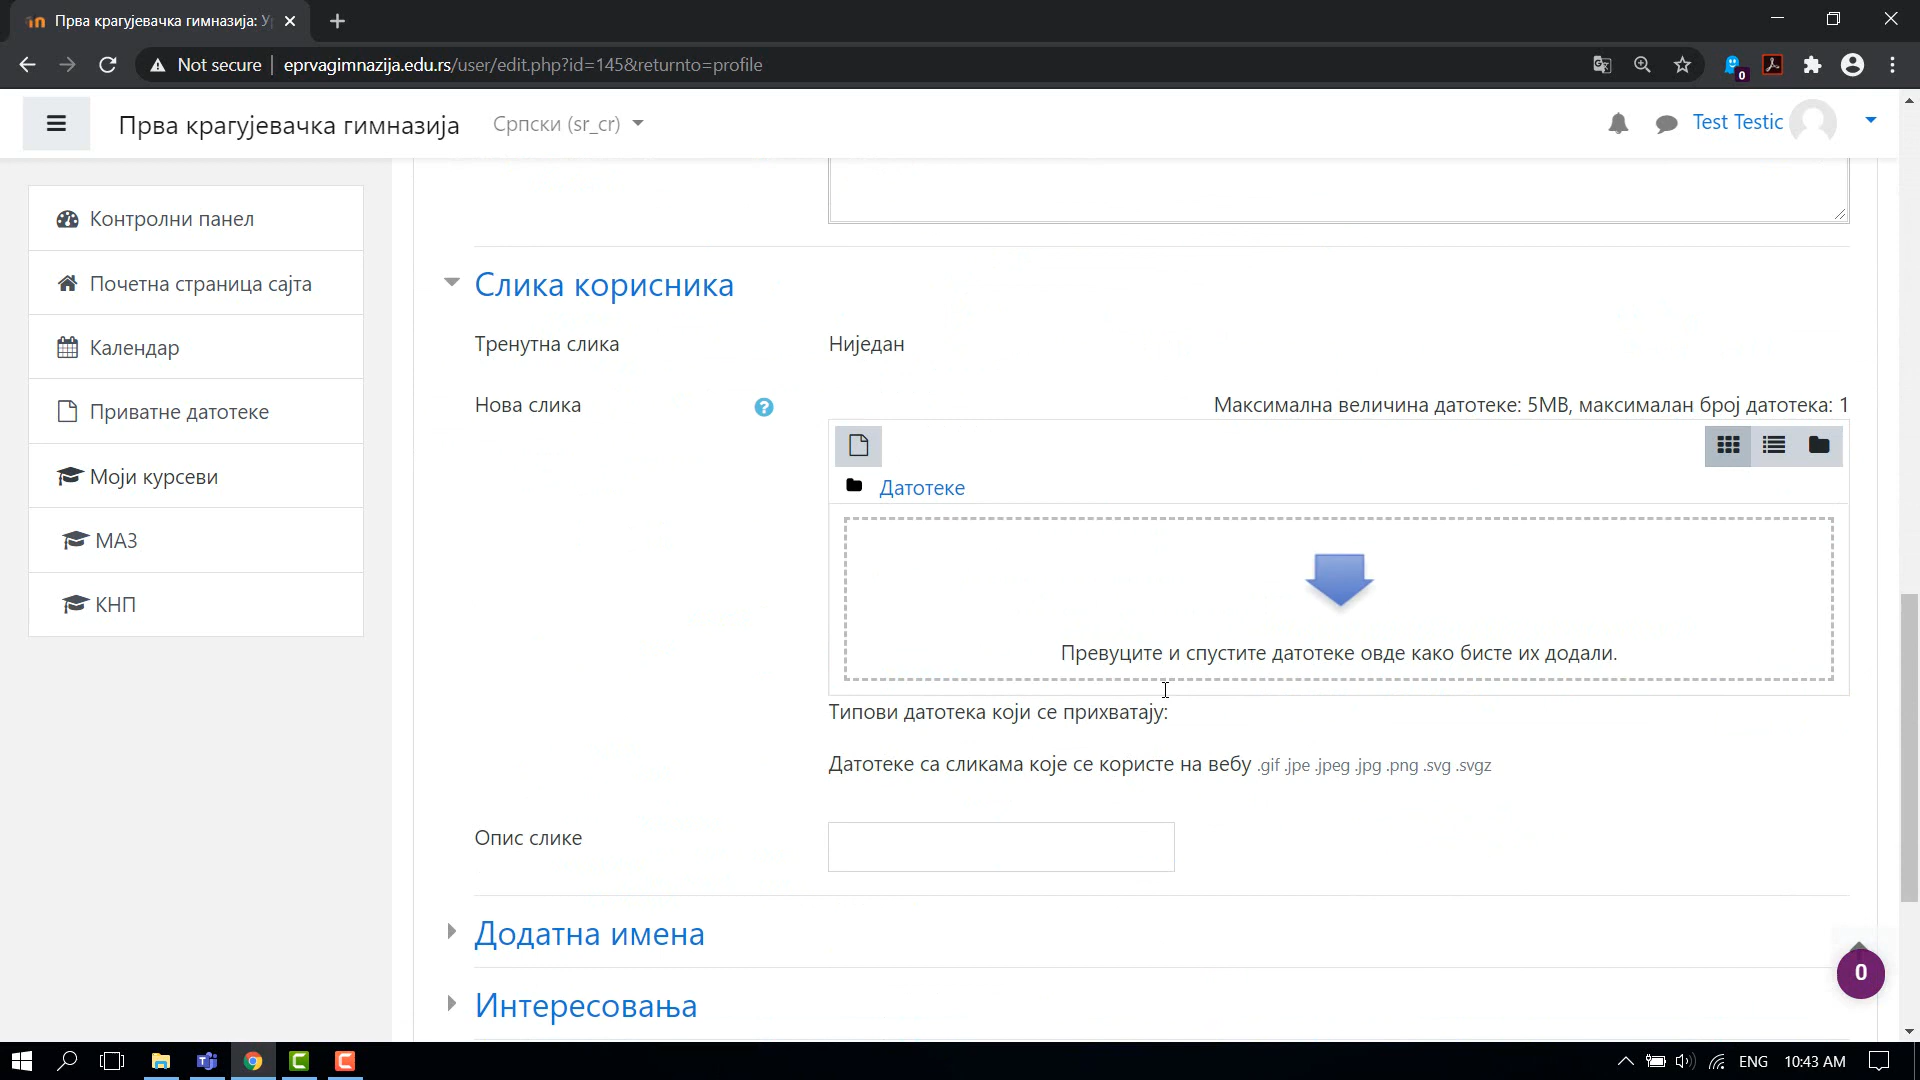 Прва крагујевачка гимназија: У
Not secure
eprvagimnazija.edu.rs/user/edit.php?id=145&returnto=profile
0
Прва крагујевачка гимназија
Српски (sr_cr)
Test Testic
Контролни панел
Почетна страница сајта
Календар
Приватне датотеке
Моји курсеви
МАЗ
КНП
Слика корисника
Тренутна слика
Ниједан
Нова слика
Максимална величина датотеке: 5MB, максималан број датотека: 1
Датотеке
Превуците и спустите датотеке овде како бисте их додали.
Типови датотека који се прихватају:
Датотеке са сликама које се користе на вебу .gif .jpe .jpeg .jpg .png .svg .svgz
Опис слике
Додатна имена
Интересовања
0
ENG
10:43 AM